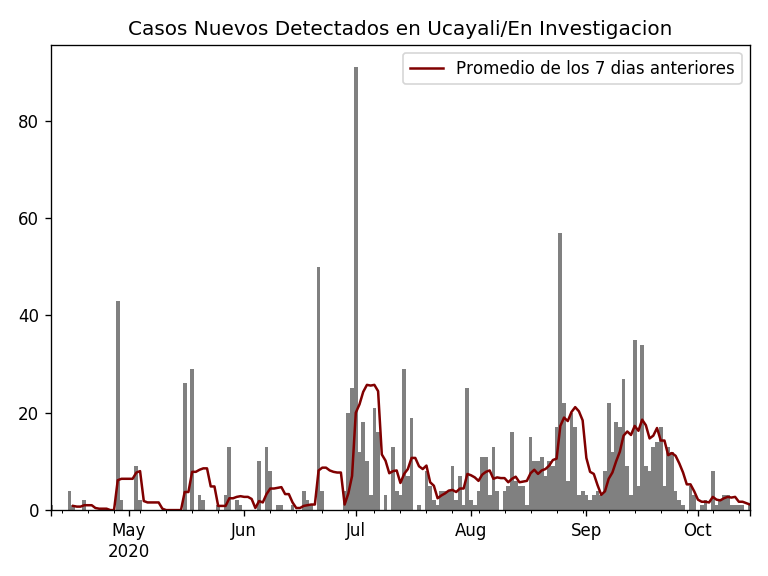 Casos Nuevos Detectados en Ucayali/En Investigacion
Promedio de los 7 dias anteriores
80
60
40
20
0
May Jun Jul Aug Sep Oct
2020